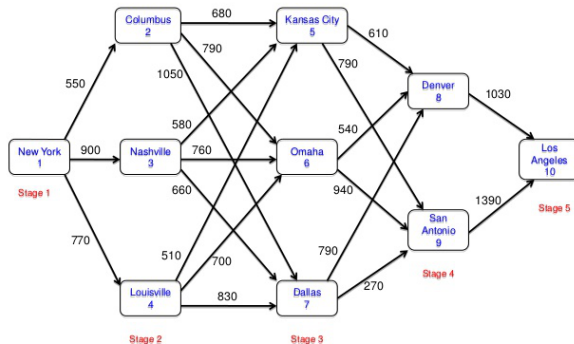 Columbus
2
680
Kansas City
5
610
790
550
1050
790
Denver
8
1030
580
New York
1
900
Nashville
3
760
Omaha
6
540
Los
Angeles
10
Stage 1
660
940
Stage 5
1390
770
510
700
790
San
Antonio
9
Stage 4
Louisville
4
830
Dallas
7
270
Stage 2
Stage 3